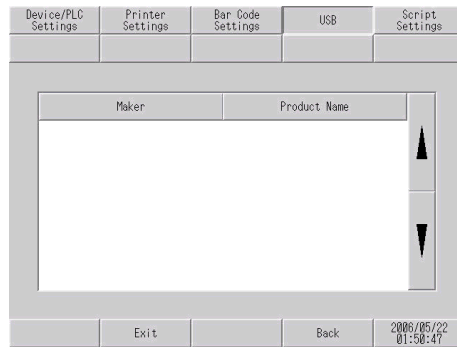 Device/PLC Settings
Printer Settings
Bar Code Settings
USB
Script Settings
Maker
Product Name
Exit
Back
2006/05/22
01:50:47